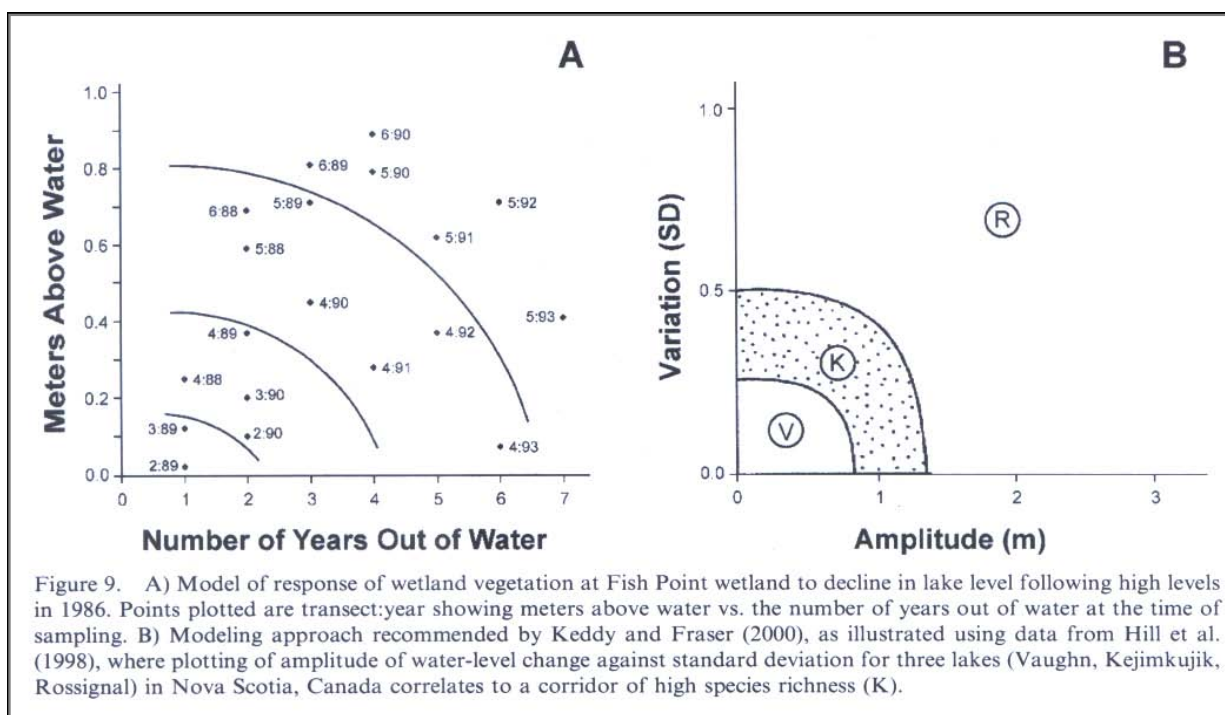 A
B
Meters Above Water
1.0
0.8
0.6
0.4
0.2
0.0
6:90
6:89
5:90
5:89
5:92
6:88
5:91
5:88
4:90
5:93
4:89
4.92
4:91
4:88
3:90
3:89
2:90
2:89
4:93
0 1 2 3 4 5 6 7
Number of Years Out of Water
Variation (SD)
1.0
0.5
0.0
R
K
V
0 1 2 3
Amplitude (m)
Figure 9. A) Model of response of wetland vegetation at Fish Point wetland to decline in lake level following high levels
in 1986. Points plotted are transect:year showing meters above water vs. the number of years out of water at the time of
sampling. B) Modeling approach recommended by Keddy and Fraser (2000), as illustrated using data from Hill et al.
(1998), where plotting of amplitude of water-level change against standard deviation for three lakes (Vaughn, Kejimkujik,
Rossignal) in Nova Scotia, Canada correlates to a corridor of high species richness (K).